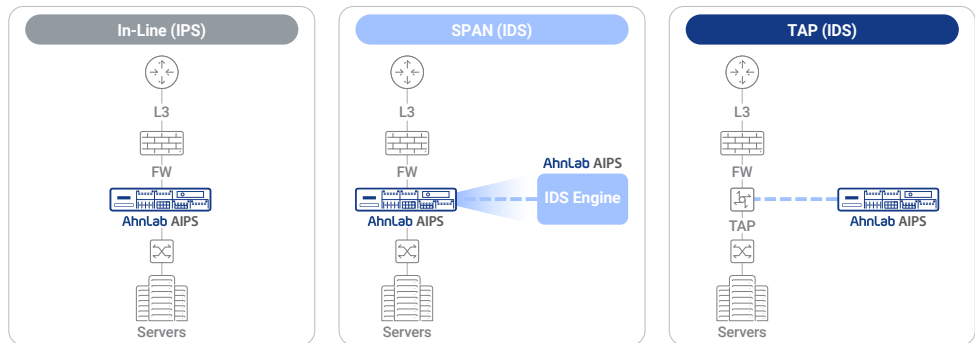 In-Line (IPS)
L3
FW
AhnLab AIPS
Servers
SPAN (IDS)
L3
FW
AhnLab AIPS
AhnLab AIPS
IDS Engine
Servers
TAP (IDS)
L3
FW
TAP
AhnLab AIPS
Servers